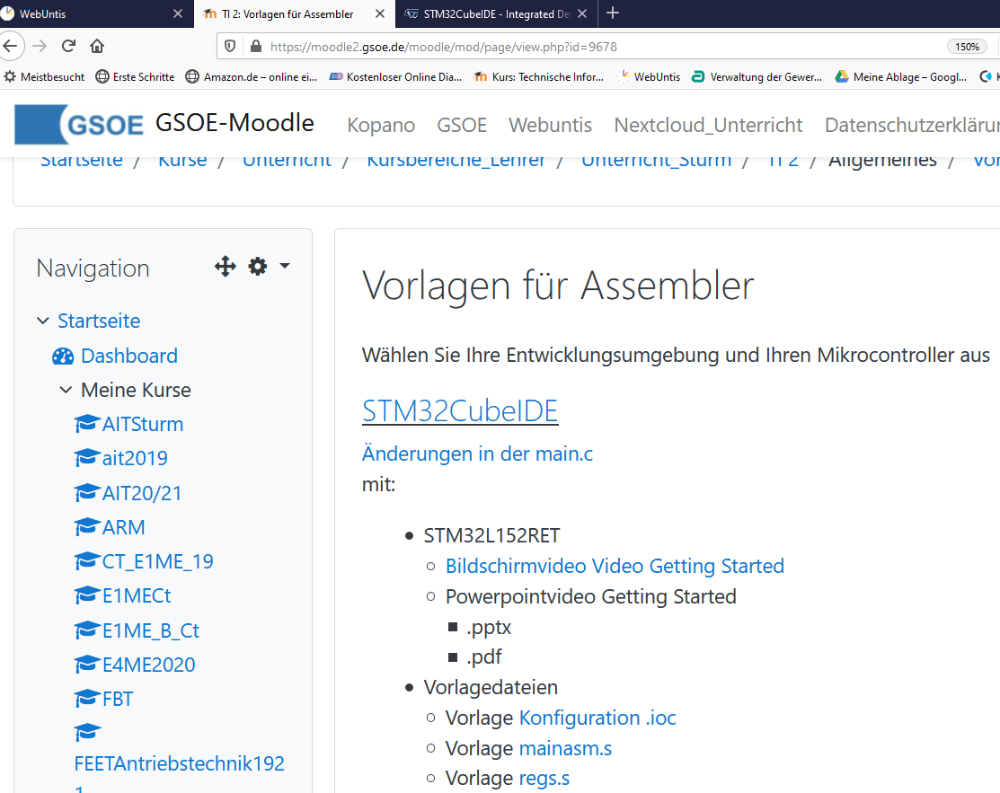 WebUntis
TI 2: Vorlagen für Assembler
STM32CubeIDE - Integrated De
https://moodle2.gsoe.de/moodle/mod/page/view.php?id=9678
150%
Meistbesucht
Erste Schritte
Amazon.de – online ei...
Kostenloser Online Dia...
Kurs: Technische Infor...
WebUntis
Verwaltung der Gewer...
Meine Ablage – Googl...
K
GSOE
GSOE-Moodle
Kopano
GSOE
Webuntis
Nextcloud_Unterricht
Datenschutzerklärun
Startseite / Kurse / Unterricht / Kursbereiche_Lehrer / Unterricht_Sturm / TI 2 / Allgemeines / Vor
Navigation
Startseite
Dashboard
Meine Kurse
AITSturm
ait2019
AIT20/21
ARM
CT_E1ME_19
E1MECt
E1ME_B_Ct
E4ME2020
FBT
FEETAntriebstechnik192
1
Vorlagen für Assembler
Wählen Sie Ihre Entwicklungsumgebung und Ihren Mikrocontroller aus
STM32CubeIDE
Änderungen in der main.c
mit:
STM32L152RET
Bildschirmvideo Video Getting Started
Powerpointvideo Getting Started
.pptx
.pdf
Vorlagedateien
Vorlage Konfiguration .ioc
Vorlage mainasm.s
Vorlage regs.s